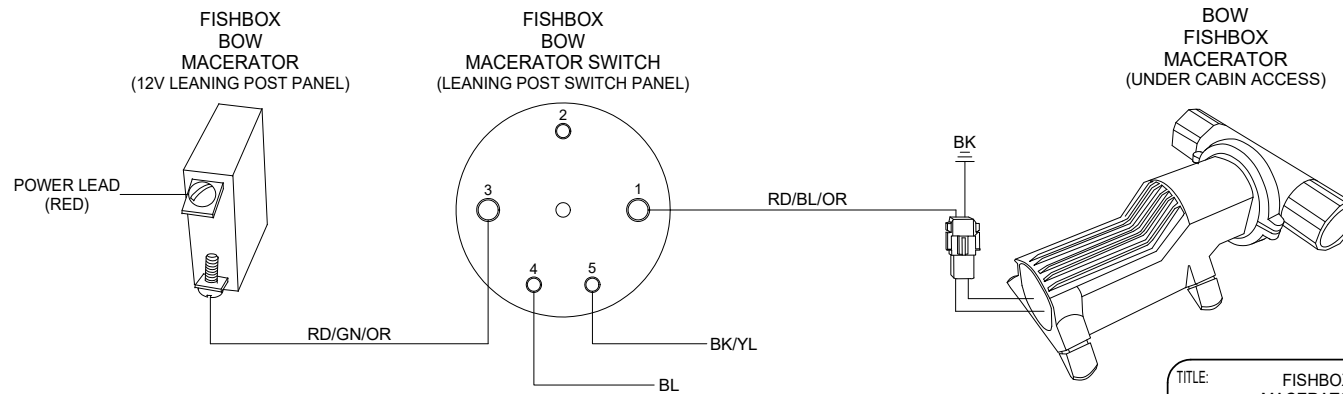 FISHBOX
BOW
MACERATOR
(12V LEANING POST PANEL)
FISHBOX
BOW
MACERATOR SWITCH
(LEANING POST SWITCH PANEL)
BOW
FISHBOX
MACERATOR
(UNDER CABIN ACCESS)
POWER LEAD
(RED)
2
3
1
4
5
RD/BL/OR
BK
RD/GN/OR
BK/YL
BL
TITLE:
FISHBOX